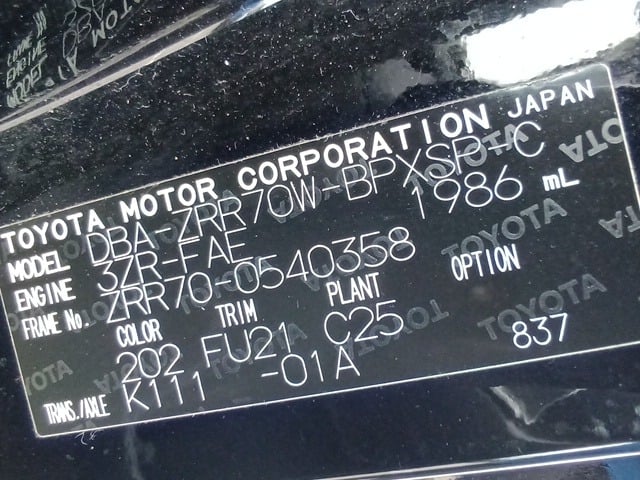 TOYOTA MOTOR CORPORATION JAPAN
MODEL DBA-ZRR70W-BPXSP-C
ENGINE 3ZR-FAE 1986 mL
FRAME No. ZRR70-0540358
COLOR TRIM PLANT OPTION
202 FU21 C25 837
TRANS./AXLE K111 -01A